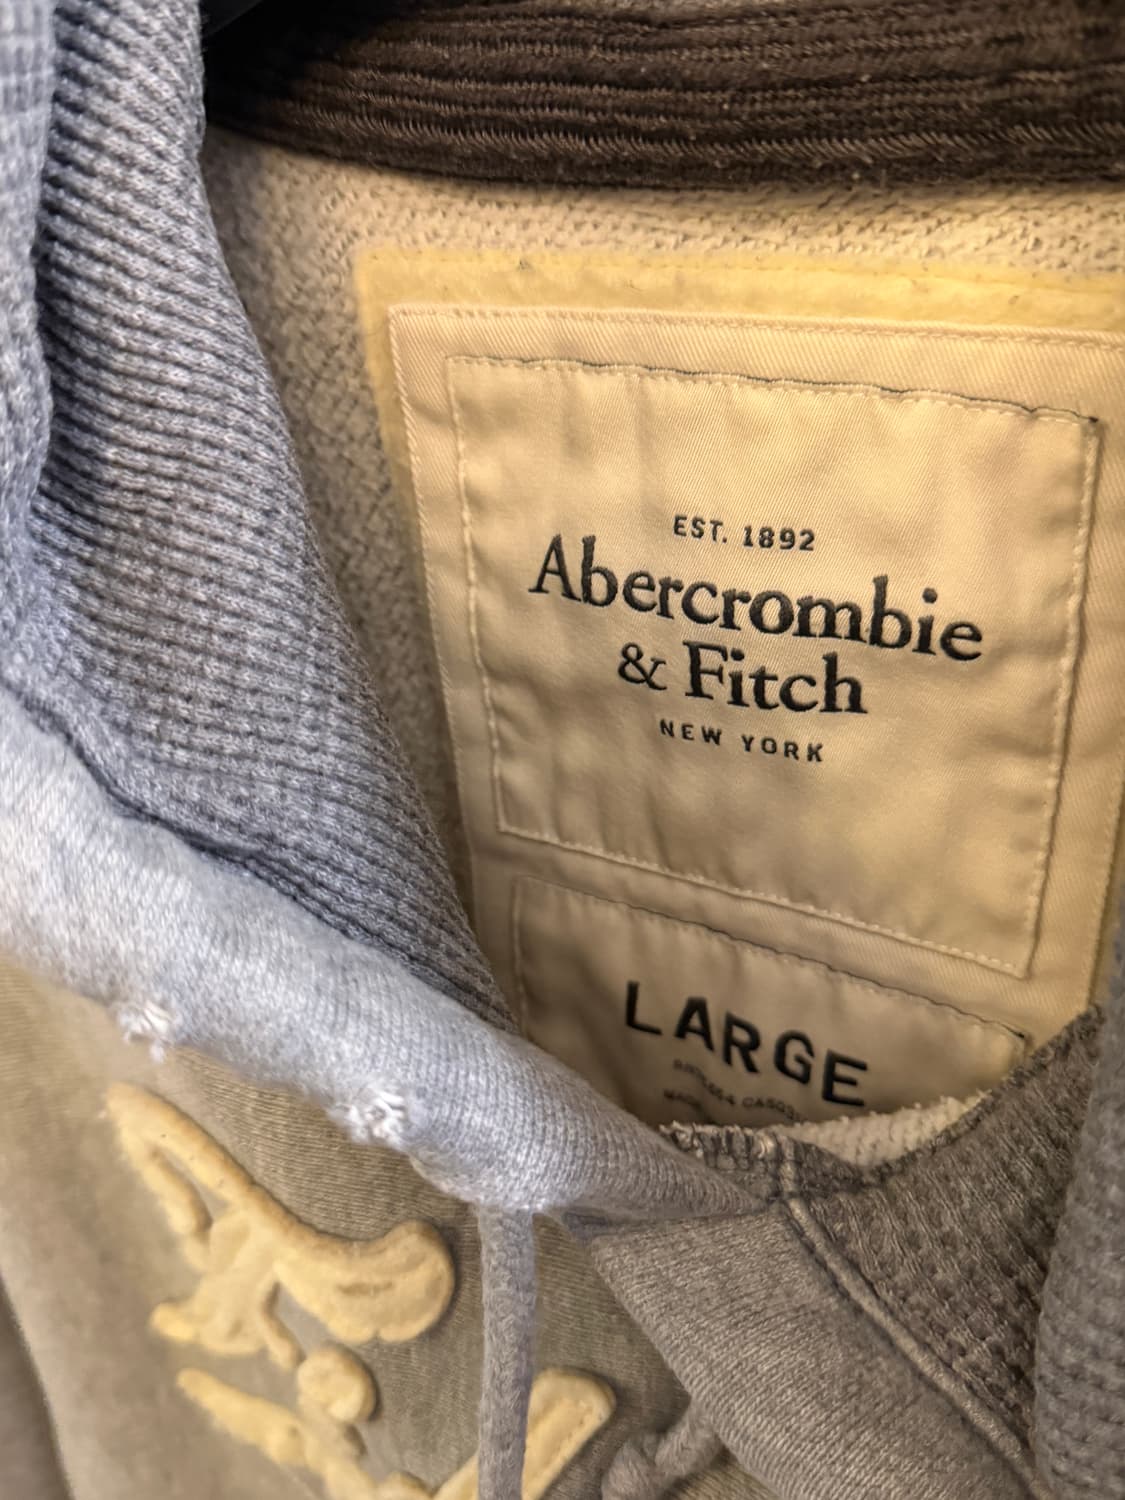 EST. 1892
Abercrombie
& Fitch
NEW YORK
LARGE